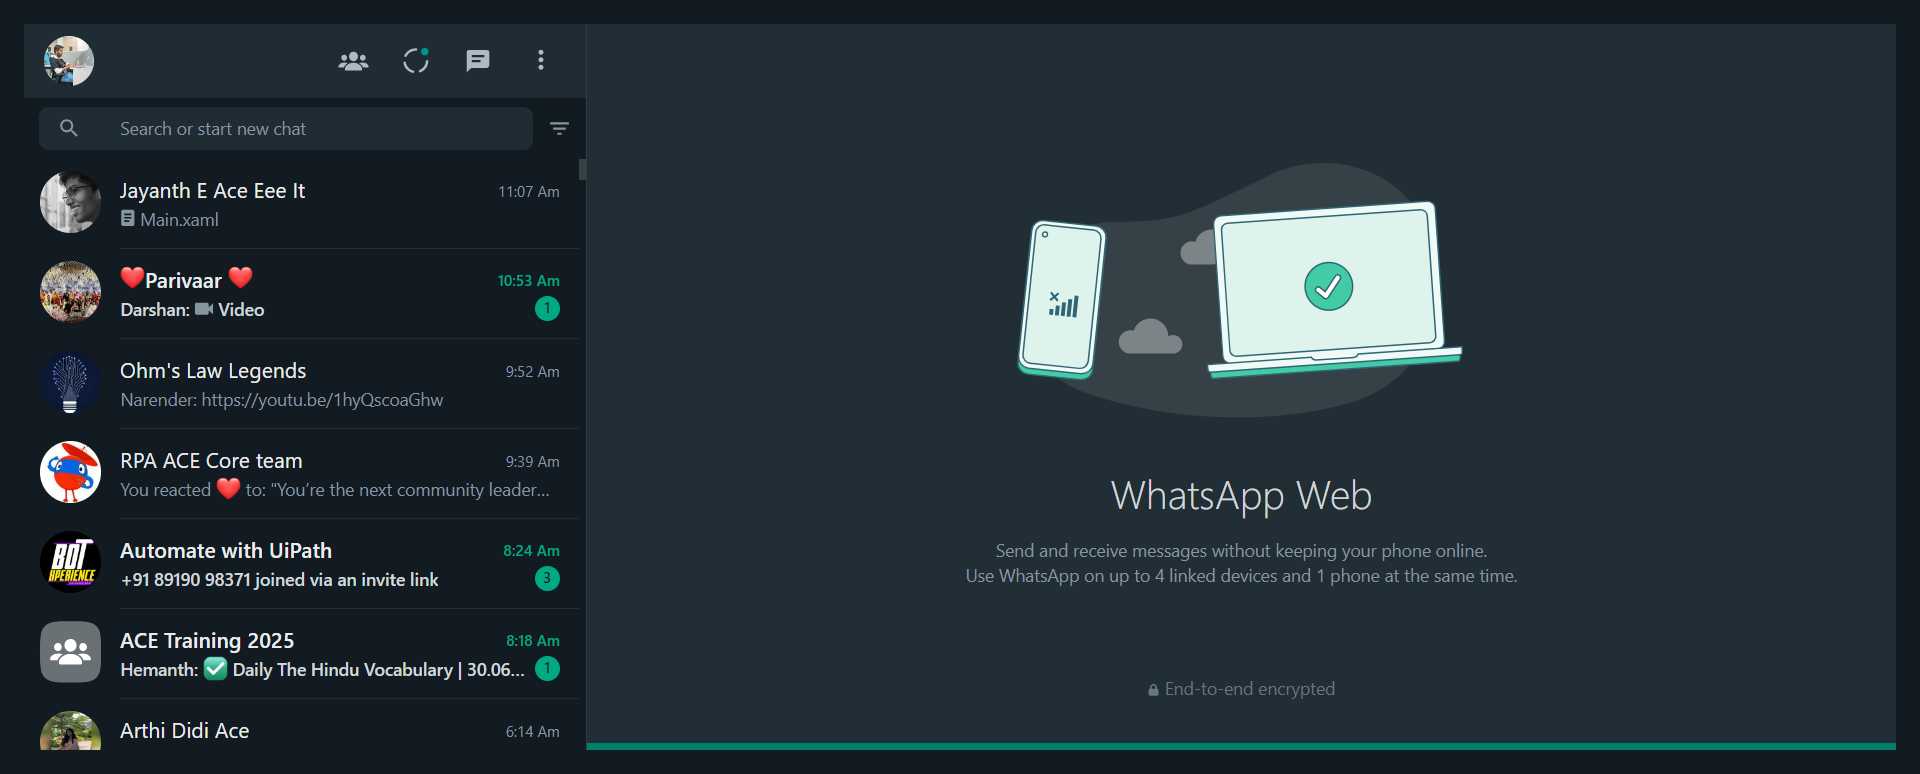 Search or start new chat
Jayanth E Ace Eee It 11:07 Am
Main.xaml
❤️Parivaar ❤️ 10:53 Am
Darshan: Video 1
Ohm's Law Legends 9:52 Am
Narender: https://youtu.be/1hyQscoaGhw
RPA ACE Core team 9:39 Am
You reacted ❤️ to: "You're the next community leader...
BOT
XPERIENCE
Automate with UiPath 8:24 Am
+91 89190 98371 joined via an invite link 3
ACE Training 2025 8:18 Am
Hemanth: ✅ Daily The Hindu Vocabulary | 30.06... 1
Arthi Didi Ace 6:14 Am
WhatsApp Web
Send and receive messages without keeping your phone online.
Use WhatsApp on up to 4 linked devices and 1 phone at the same time.
End-to-end encrypted